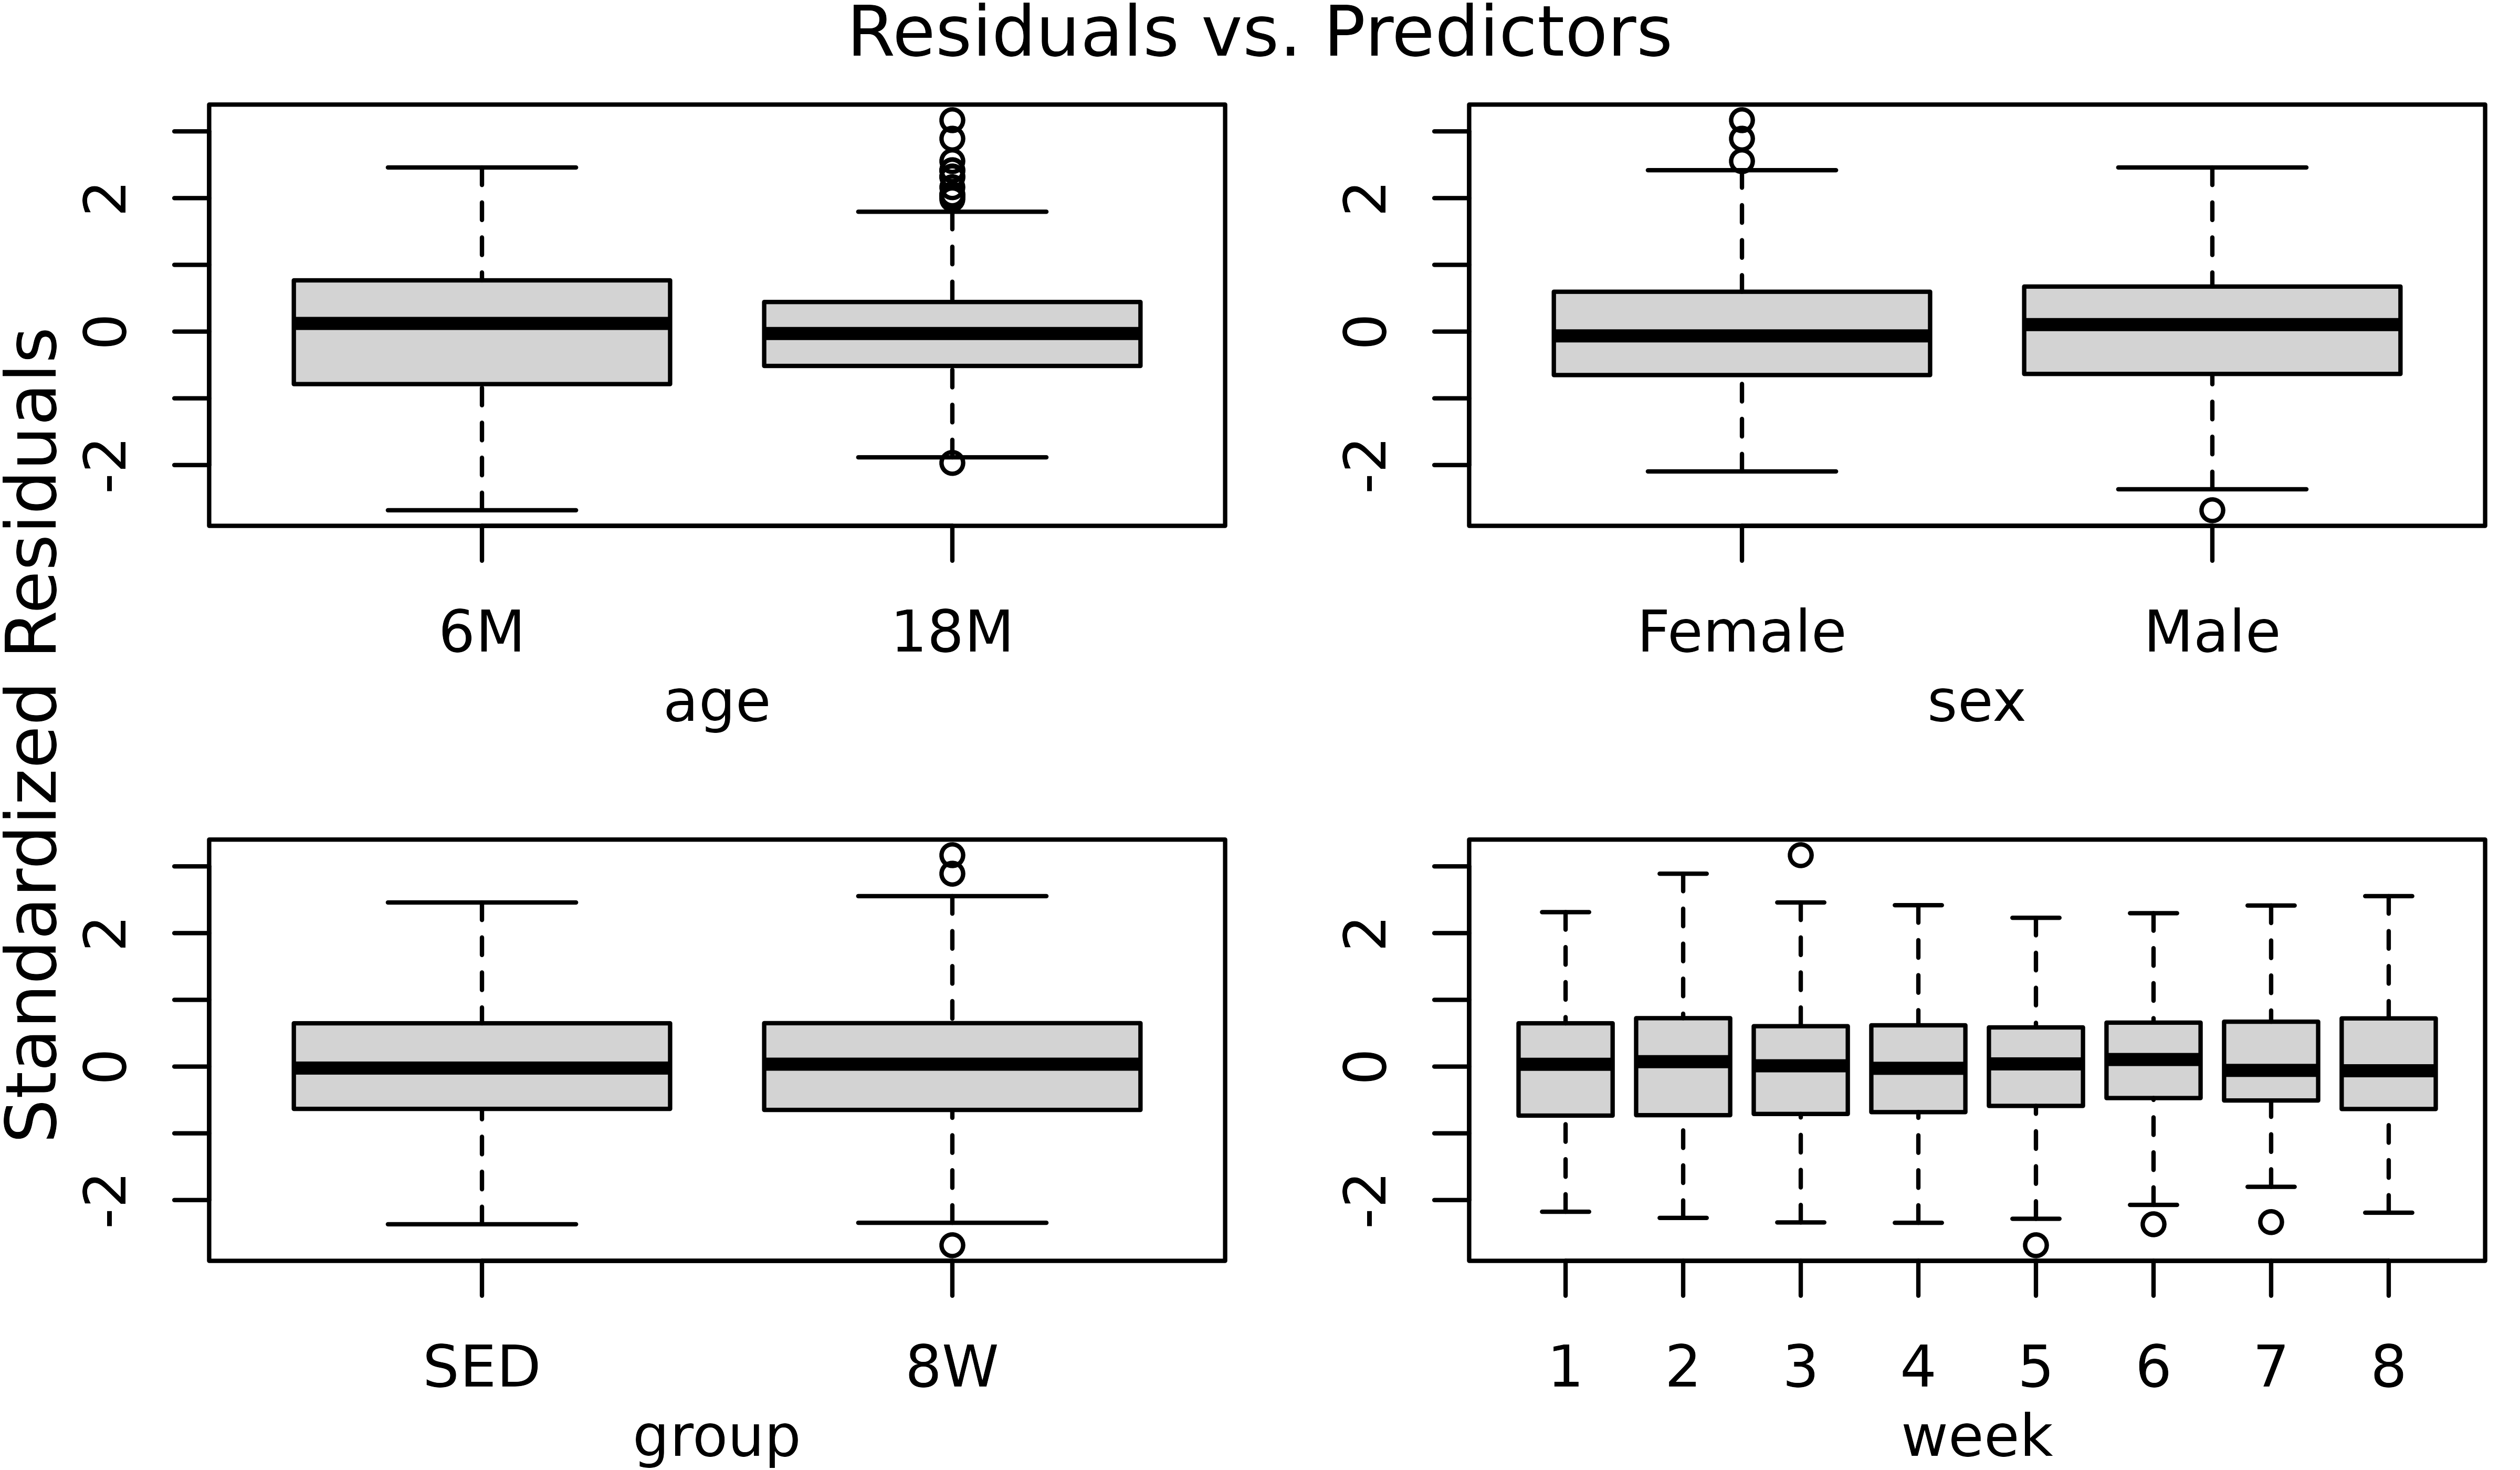 Residuals vs. Predictors
Standardized Residuals
2
0
-2
6M 18M
age
2
0
-2
Female Male
sex
2
0
-2
SED 8W
group
2
0
-2
1 2 3 4 5 6 7 8
week